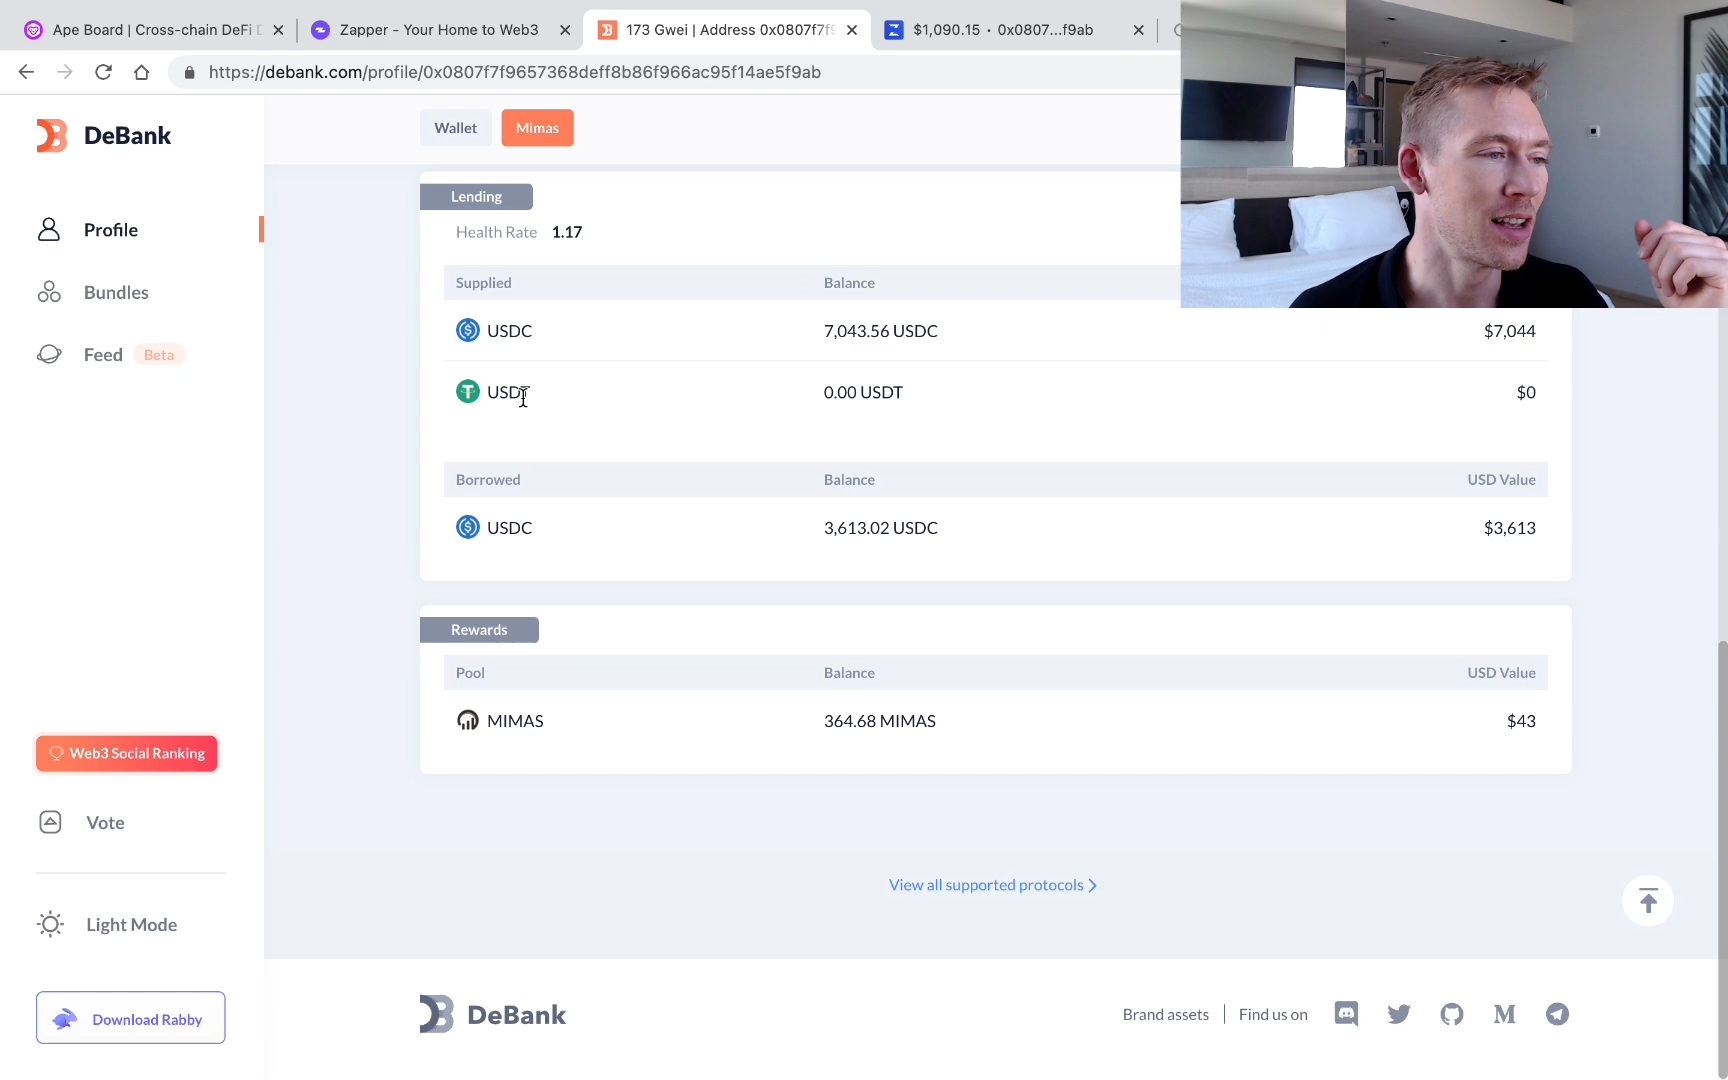 Ape Board | Cross-chain DeFi D
Zapper - Your Home to Web3
173 Gwei | Address 0x0807f7f9
$1,090.15 · 0x0807...f9ab
https://debank.com/profile/0x0807f7f9657368deff8b86f966ac95f14ae5f9ab
DeBank
Wallet
Mimas
Profile
Bundles
Feed Beta
Web3 Social Ranking
Vote
Light Mode
Download Rabby
Lending
Health Rate 1.17
Supplied Balance
USDC 7,043.56 USDC $7,044
USDT 0.00 USDT $0
Borrowed Balance USD Value
USDC 3,613.02 USDC $3,613
Rewards
Pool Balance USD Value
MIMAS 364.68 MIMAS $43
View all supported protocols
DeBank
Brand assets | Find us on